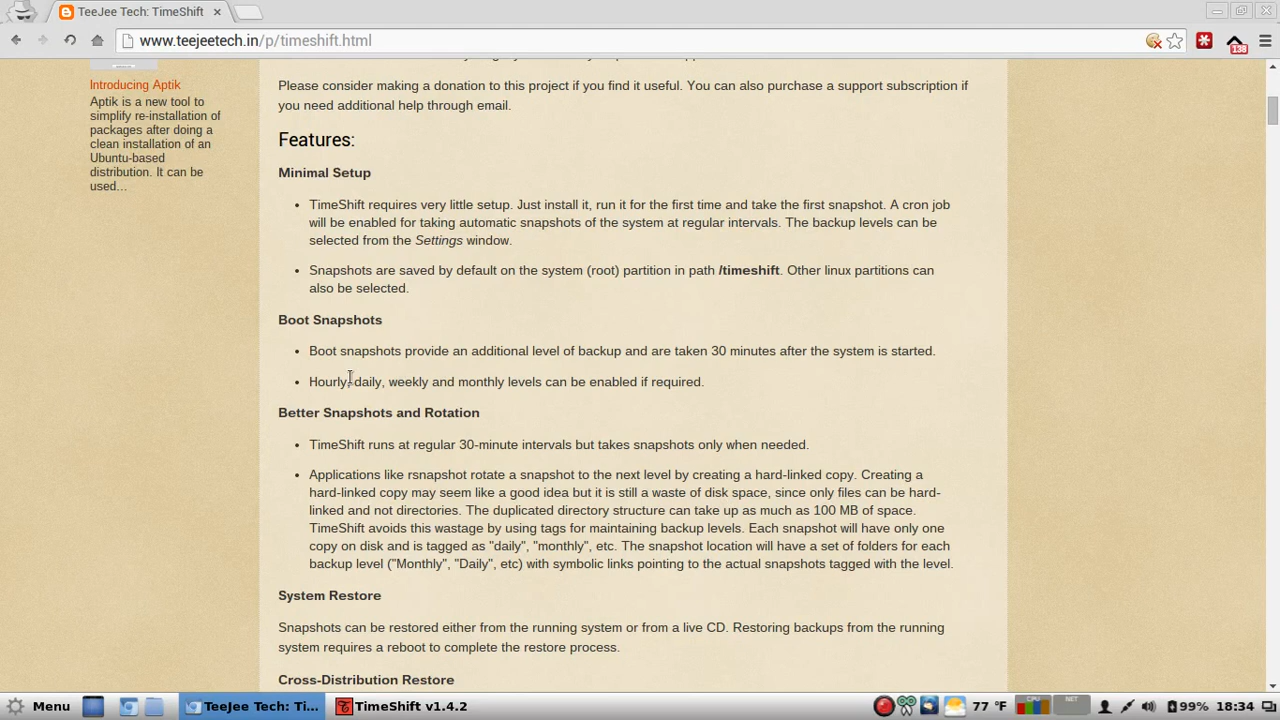 TeeJee Tech: TimeShift
www.teejeetech.in/p/timeshift.html
138
Introducing Aptik
Aptik is a new tool to
simplify re-installation of
packages after doing a
clean installation of an
Ubuntu-based
distribution. It can be
used...
Please consider making a donation to this project if you find it useful. You can also purchase a support subscription if
you need additional help through email.
Features:
Minimal Setup
• TimeShift requires very little setup. Just install it, run it for the first time and take the first snapshot. A cron job
will be enabled for taking automatic snapshots of the system at regular intervals. The backup levels can be
selected from the Settings window.
• Snapshots are saved by default on the system (root) partition in path /timeshift. Other linux partitions can
also be selected.
Boot Snapshots
• Boot snapshots provide an additional level of backup and are taken 30 minutes after the system is started.
• Hourly, daily, weekly and monthly levels can be enabled if required.
Better Snapshots and Rotation
• TimeShift runs at regular 30-minute intervals but takes snapshots only when needed.
• Applications like rsnapshot rotate a snapshot to the next level by creating a hard-linked copy. Creating a
hard-linked copy may seem like a good idea but it is still a waste of disk space, since only files can be hard-
linked and not directories. The duplicated directory structure can take up as much as 100 MB of space.
TimeShift avoids this wastage by using tags for maintaining backup levels. Each snapshot will have only one
copy on disk and is tagged as "daily", "monthly", etc. The snapshot location will have a set of folders for each
backup level ("Monthly", "Daily", etc) with symbolic links pointing to the actual snapshots tagged with the level.
System Restore
Snapshots can be restored either from the running system or from a live CD. Restoring backups from the running
system requires a reboot to complete the restore process.
Cross-Distribution Restore
Menu
TeeJee Tech: Ti...
TimeShift v1.4.2
77 °F
CPU
NET
99%
18:34